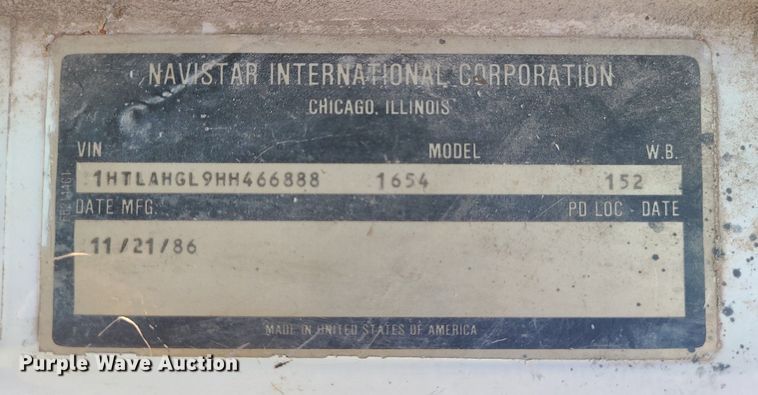 NAVISTAR INTERNATIONAL CORPORATION
CHICAGO, ILLINOIS
VIN MODEL W.B.
1HTLAHGL9HH466888 1654 152
DATE MFG. PD LOC - DATE
11/21/86
MADE IN UNITED STATES OF AMERICA
Purple Wave Auction